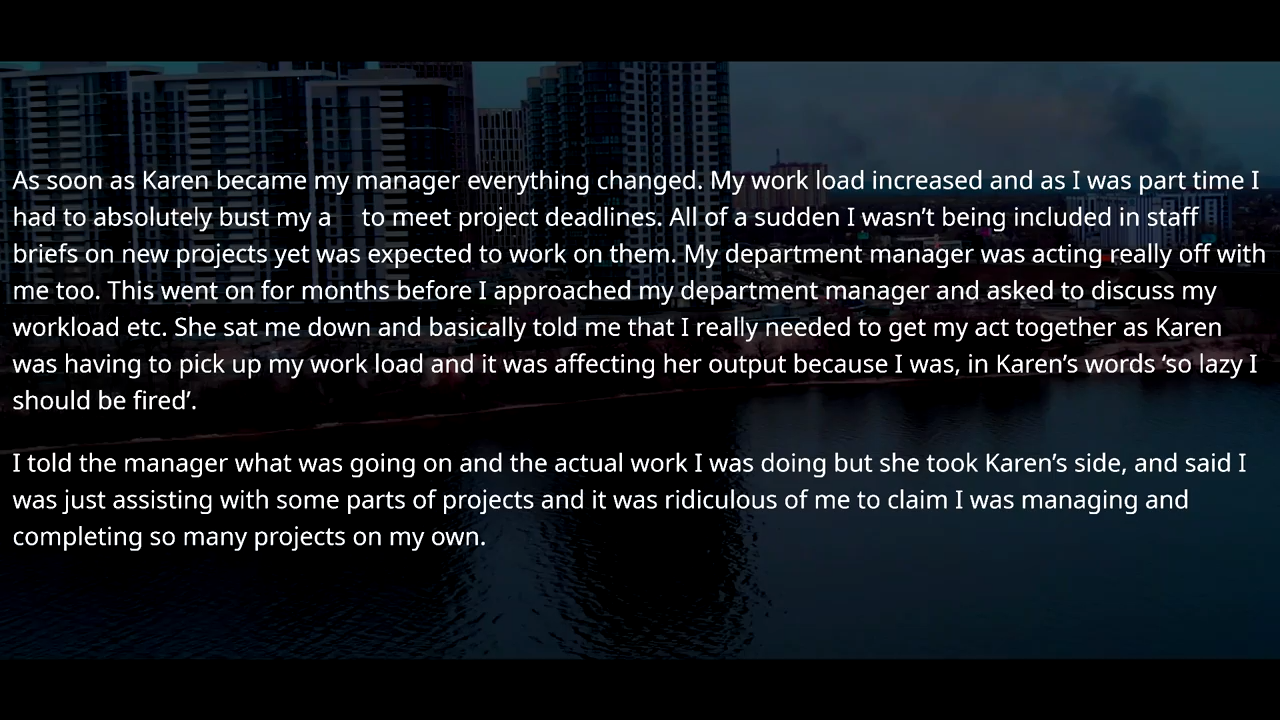 As soon as Karen became my manager everything changed. My work load increased and as I was part time I
had to absolutely bust my a to meet project deadlines. All of a sudden I wasn’t being included in staff
briefs on new projects yet was expected to work on them. My department manager was acting really off with
me too. This went on for months before I approached my department manager and asked to discuss my
workload etc. She sat me down and basically told me that I really needed to get my act together as Karen
was having to pick up my work load and it was affecting her output because I was, in Karen’s words ‘so lazy I
should be fired’.
I told the manager what was going on and the actual work I was doing but she took Karen’s side, and said I
was just assisting with some parts of projects and it was ridiculous of me to claim I was managing and
completing so many projects on my own.